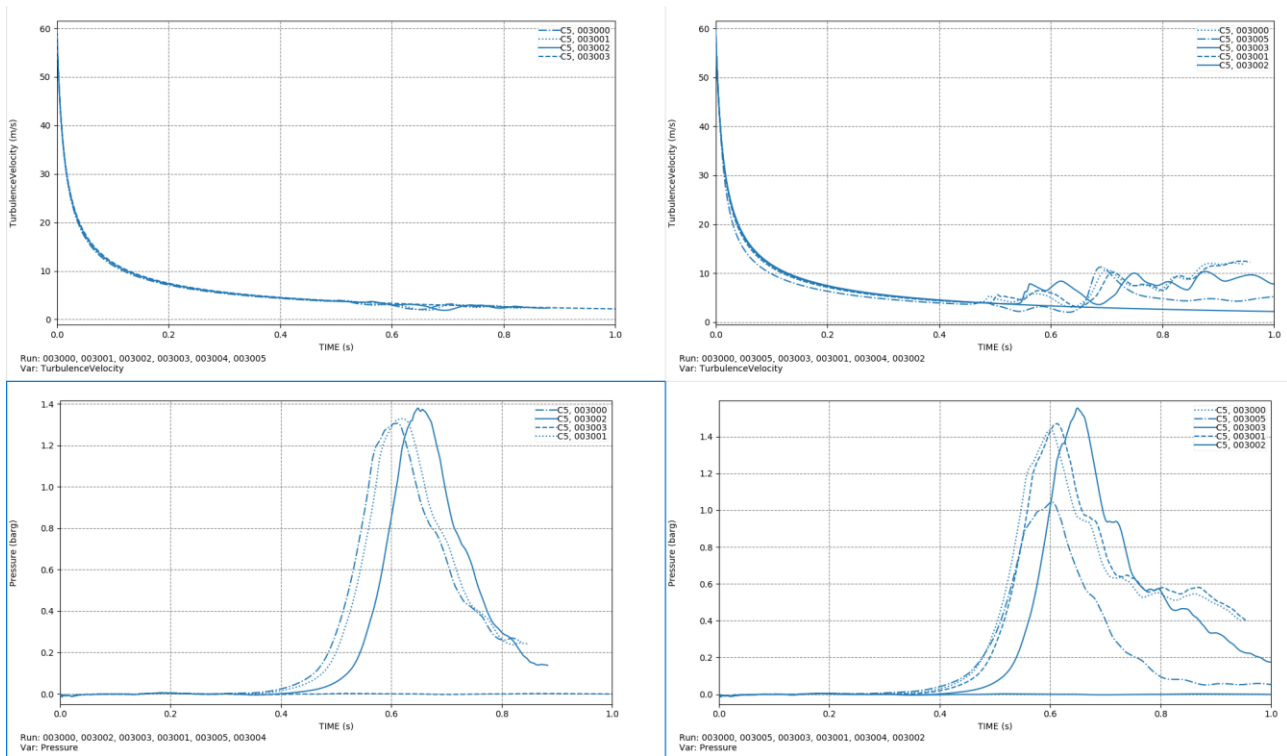 60
50
40
30
20
10
0
TurbulenceVelocity (m/s)
C5, 003000
C5, 003001
C5, 003002
C5, 003003
0.0 0.2 0.4 0.6 0.8 1.0
TIME (s)
Run: 003000, 003001, 003002, 003003, 003004, 003005
Var: TurbulenceVelocity
60
50
40
30
20
10
0
TurbulenceVelocity (m/s)
C5, 003000
C5, 003005
C5, 003003
C5, 003001
C5, 003002
0.0 0.2 0.4 0.6 0.8 1.0
TIME (s)
Run: 003000, 003005, 003003, 003001, 003004, 003002
Var: TurbulenceVelocity
1.4
1.2
1.0
0.8
0.6
0.4
0.2
0.0
Pressure (barg)
C5, 003000
C5, 003002
C5, 003003
C5, 003001
0.0 0.2 0.4 0.6 0.8 1.0
TIME (s)
Run: 003000, 003002, 003003, 003001, 003005, 003004
Var: Pressure
1.4
1.2
1.0
0.8
0.6
0.4
0.2
0.0
Pressure (barg)
C5, 003000
C5, 003005
C5, 003003
C5, 003001
C5, 003002
0.0 0.2 0.4 0.6 0.8 1.0
TIME (s)
Run: 003000, 003005, 003003, 003001, 003004, 003002
Var: Pressure